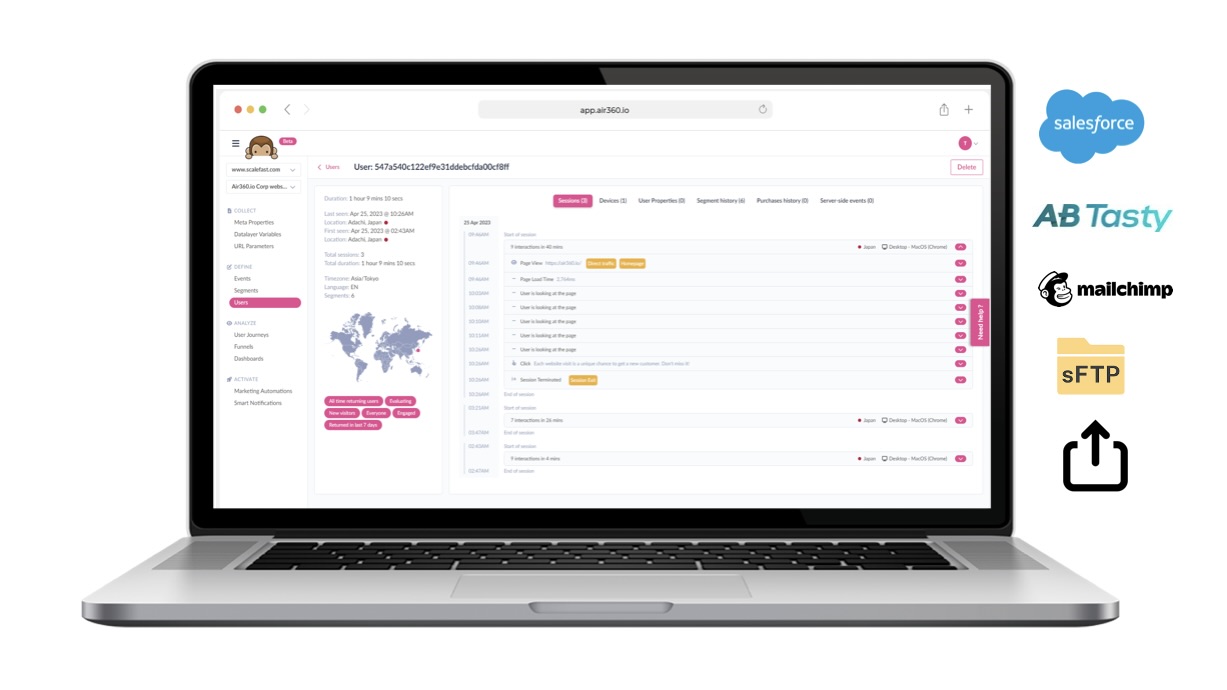 app.air360.io
Beta
T
www.scalefast.com
Air360.io Corp webs...
COLLECT
Meta Properties
Datalayer Variables
URL Parameters
DEFINE
Events
Segments
Users
ANALYZE
User Journeys
Funnels
Dashboards
ACTIVATE
Marketing Automations
Smart Notifications
Users
User: 547a540c122ef9e31ddebcfda00cf8ff
Delete
Duration: 1 hour 9 mins 10 secs
Last seen: Apr 25, 2023 @ 10:26AM
Location: Adachi, Japan
First seen: Apr 25, 2023 @ 02:43AM
Location: Adachi, Japan
Total sessions: 3
Total duration: 1 hour 9 mins 10 secs
Timezone: Asia/Tokyo
Language: EN
Segments: 6
All time returning users Evaluating
New visitors Everyone Engaged
Returned in last 7 days
Sessions (3) Devices (1) User Properties (0) Segment history (6) Purchases history (0) Server-side events (0)
25 Apr 2023
09:46AM Start of session
9 interactions in 40 mins Japan Desktop - MacOS (Chrome)
09:46AM Page View https://air360.io/ Direct traffic Homepage
09:46AM Page Load Time
10:03AM User is looking at the page
10:08AM User is looking at the page
10:10AM User is looking at the page
10:11AM User is looking at the page
10:26AM User is looking at the page
10:26AM Click Each website visit is a unique chance to get a new customer. Don't miss it!
10:26AM Session Terminated Session Exit
10:26AM End of session
03:21AM Start of session
7 interactions in 26 mins Japan Desktop - MacOS (Chrome)
03:47AM End of session
02:43AM Start of session
9 interactions in 4 mins Japan Desktop - MacOS (Chrome)
02:47AM End of session
Need help ?
salesforce
AB Tasty
mailchimp
sFTP